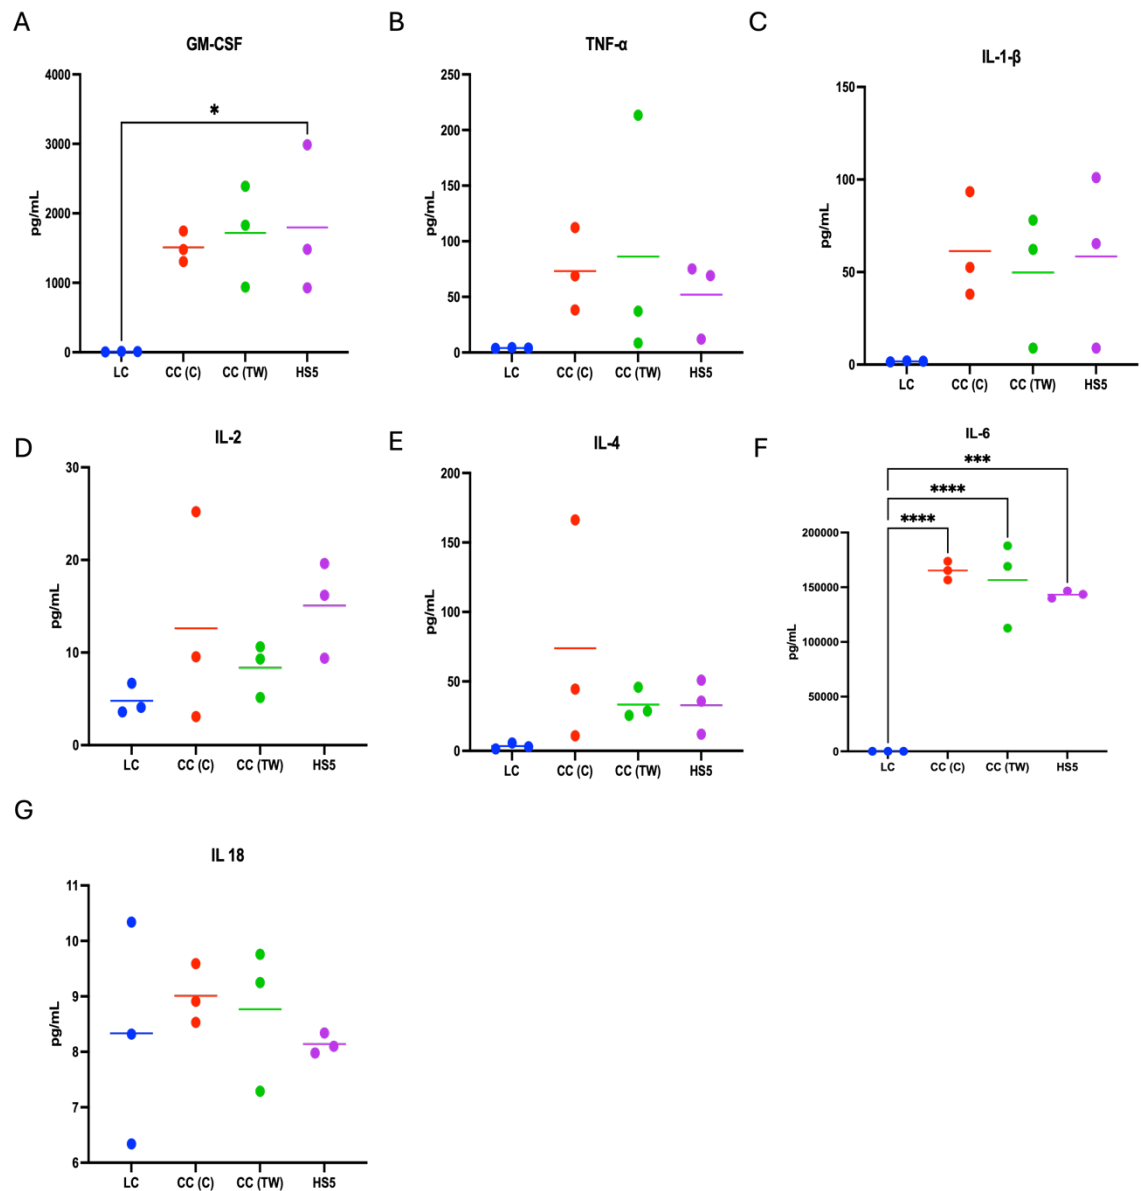 A
GM-CSF
4000
3000
2000
1000
0
pg/mL
*
LC
CC (C)
CC (TW)
HS5
B
TNF-α
250
200
150
100
50
0
pg/mL
LC
CC (C)
CC (TW)
HS5
C
IL-1-β
150
100
50
0
pg/mL
LC
CC (C)
CC (TW)
HS5
D
IL-2
30
20
10
0
pg/mL
LC
CC (C)
CC (TW)
HS5
E
IL-4
200
150
100
50
0
pg/mL
LC
CC (C)
CC (TW)
HS5
F
IL-6
***
****
****
200000
150000
100000
50000
0
pg/mL
LC
CC (C)
CC (TW)
HS5
G
IL 18
11
10
9
8
7
6
pg/mL
LC
CC (C)
CC (TW)
HS5